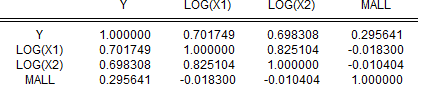 Y LOG(X1) LOG(X2) MALL
Y 1.000000 0.701749 0.698308 0.295641
LOG(X1) 0.701749 1.000000 0.825104 -0.018300
LOG(X2) 0.698308 0.825104 1.000000 -0.010404
MALL 0.295641 -0.018300 -0.010404 1.000000